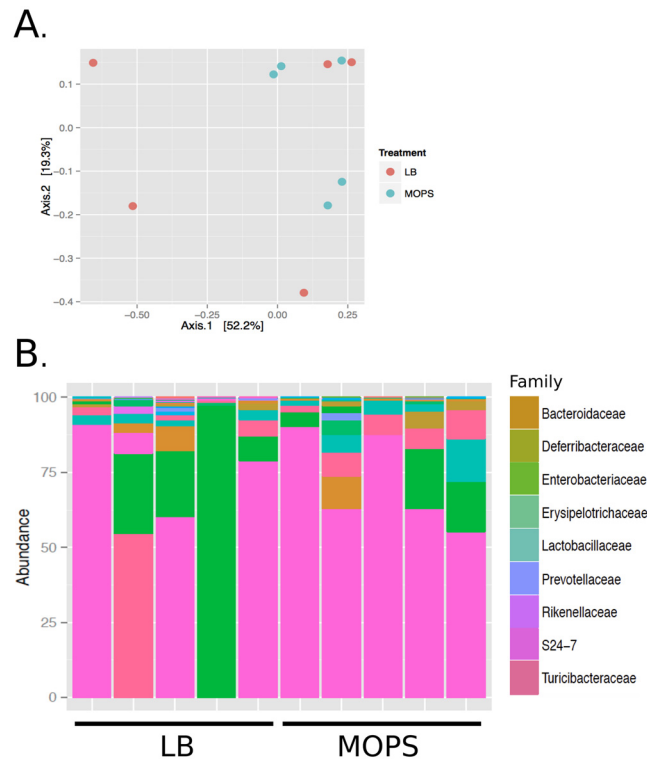 A.
0.1
0.0
−0.1
−0.2
−0.3
−0.4
Axis.2 [19.3%]
−0.50
−0.25
0.00
0.25
Axis.1 [52.2%]
Treatment
LB
MOPS
B.
100
75
50
25
0
Abundance
LB
MOPS
Family
Bacteroidaceae
Deferribacteraceae
Enterobacteriaceae
Erysipelotrichaceae
Lactobacillaceae
Prevotellaceae
Rikenellaceae
S24−7
Turicibacteraceae